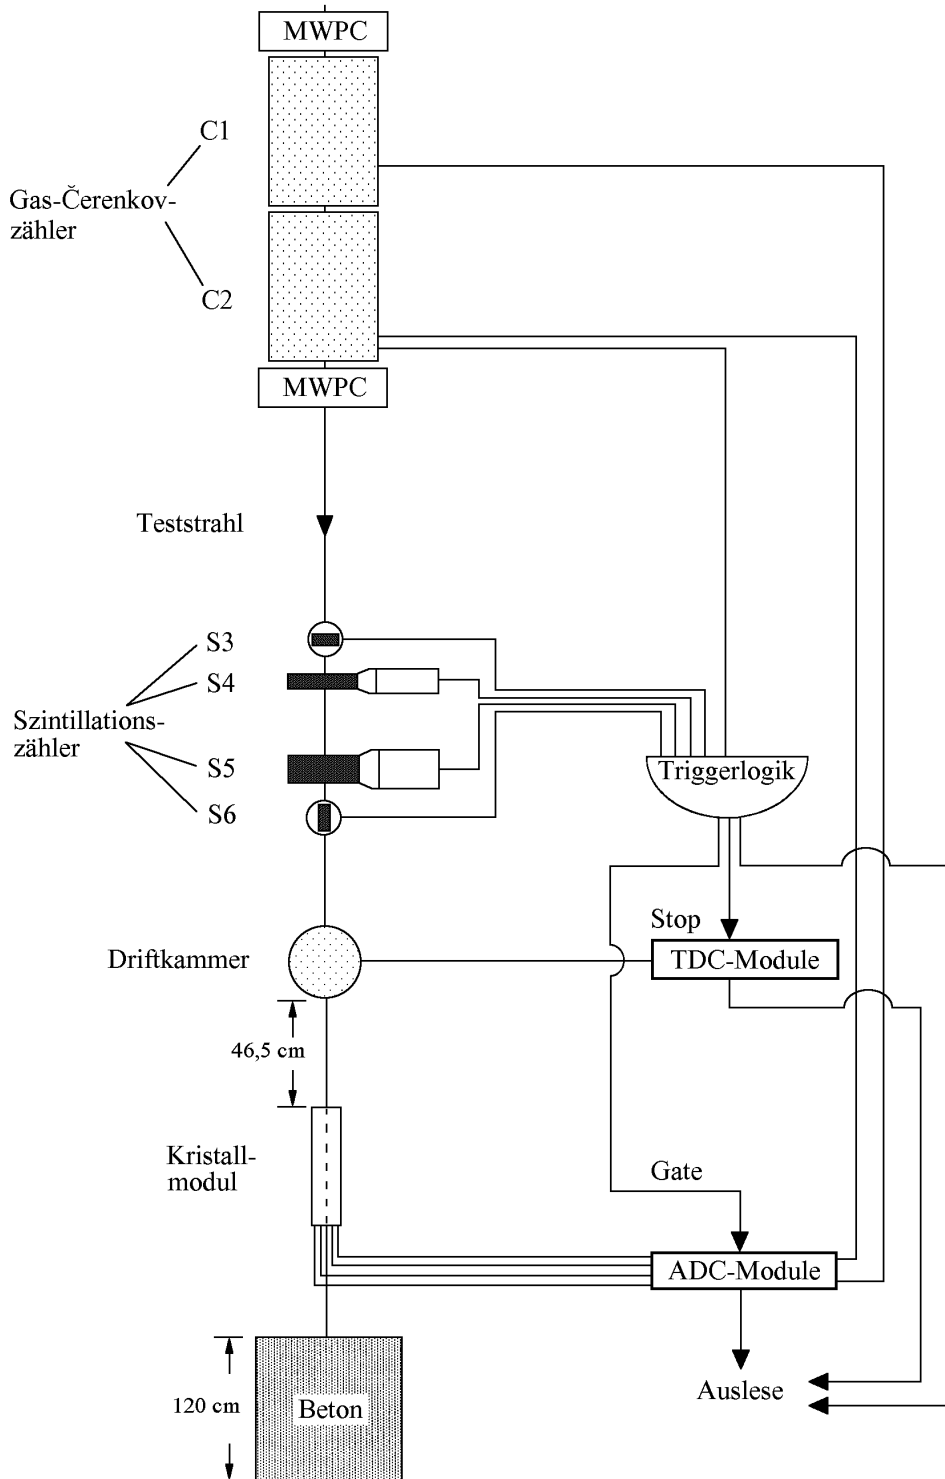 MWPC
C1
Gas-Čerenkov-
zähler
C2
MWPC
Teststrahl
S3
S4
Szintillations-
zähler
S5
S6
Triggerlogik
Stop
Driftkammer
TDC-Module
46,5 cm
Kristall-
modul
Gate
ADC-Module
Auslese
120 cm
Beton